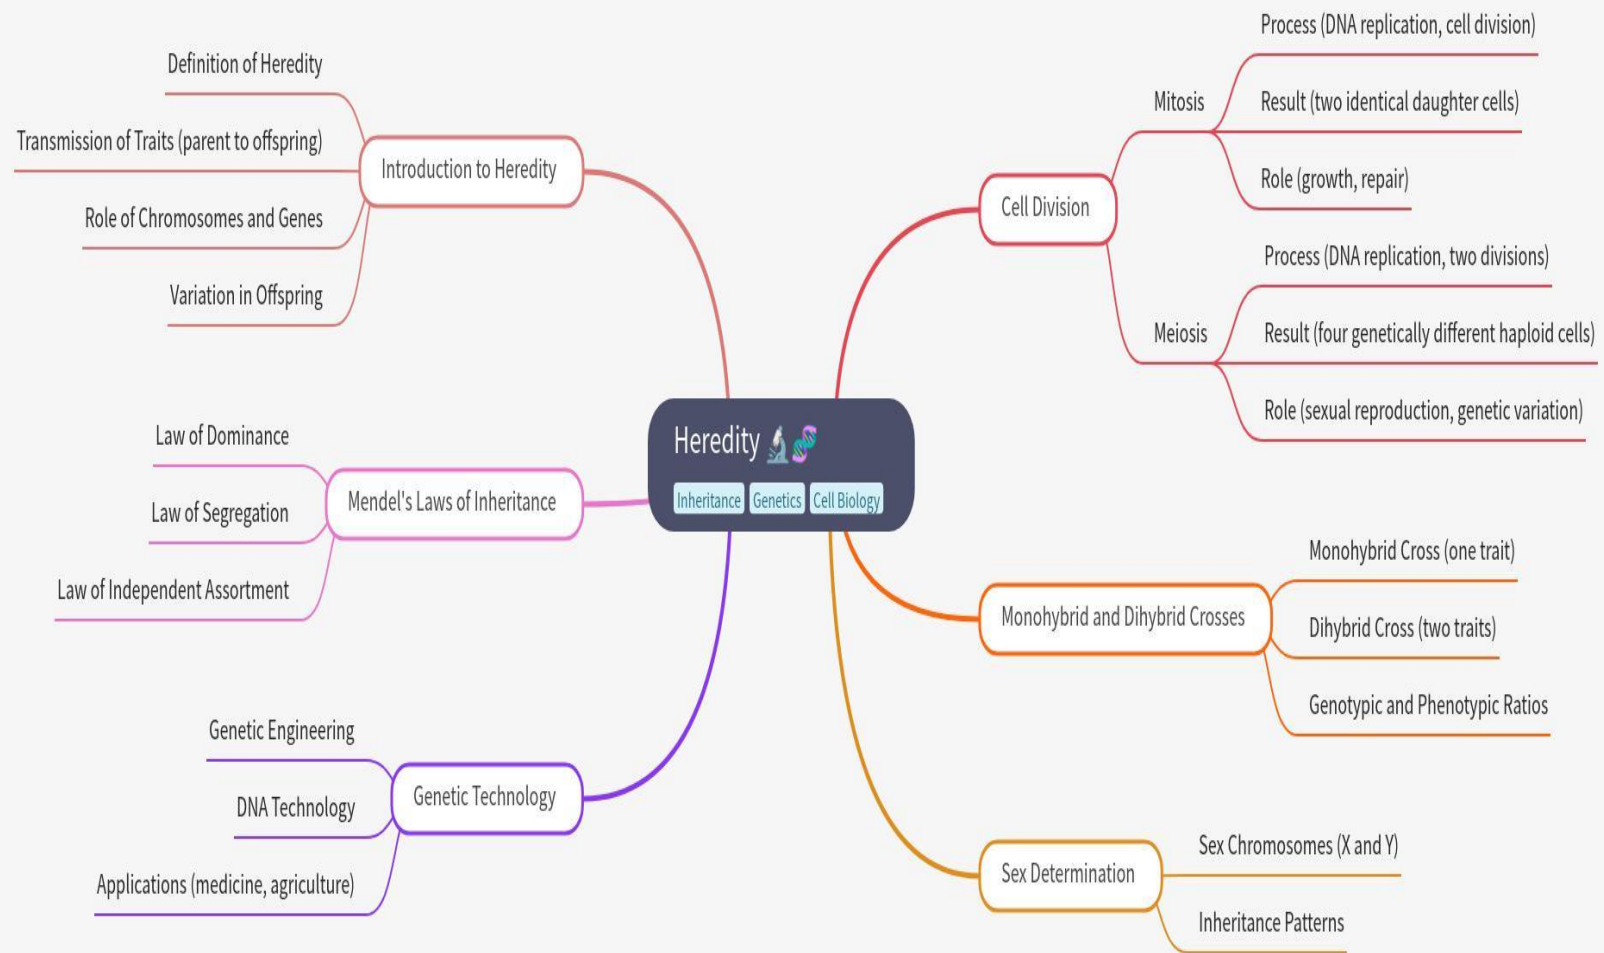 Heredity
Inheritance Genetics Cell Biology
Introduction to Heredity
Definition of Heredity
Transmission of Traits (parent to offspring)
Role of Chromosomes and Genes
Variation in Offspring
Mendel's Laws of Inheritance
Law of Dominance
Law of Segregation
Law of Independent Assortment
Genetic Technology
Genetic Engineering
DNA Technology
Applications (medicine, agriculture)
Cell Division
Mitosis
Process (DNA replication, cell division)
Result (two identical daughter cells)
Role (growth, repair)
Meiosis
Process (DNA replication, two divisions)
Result (four genetically different haploid cells)
Role (sexual reproduction, genetic variation)
Monohybrid and Dihybrid Crosses
Monohybrid Cross (one trait)
Dihybrid Cross (two traits)
Genotypic and Phenotypic Ratios
Sex Determination
Sex Chromosomes (X and Y)
Inheritance Patterns